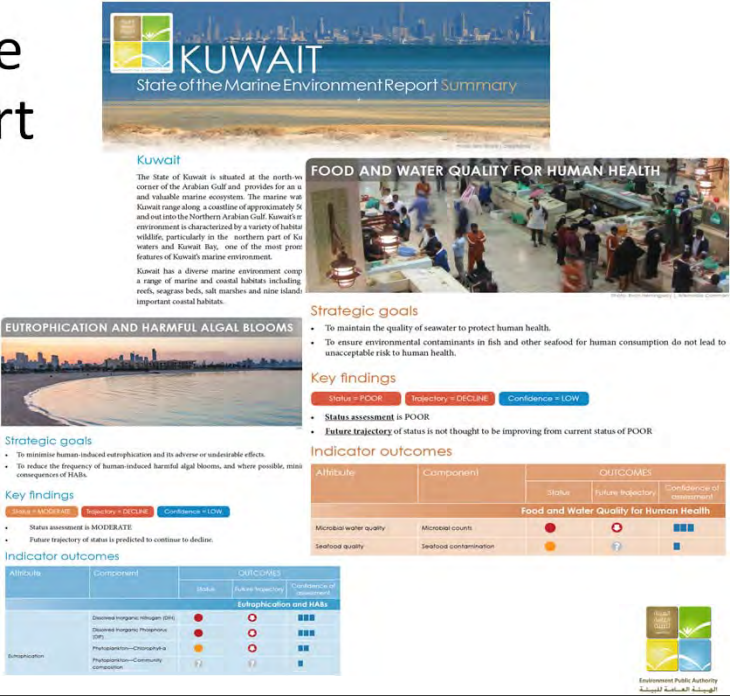 e
rt
KUWAIT
State of the Marine Environment Report Summary
Kuwait
The State of Kuwait is situated at the north-we
corner of the Arabian Gulf and provides for an u
and valuable marine ecosystem. The marine wat
Kuwait range along a coastline of approximately 5
and out into the Northern Arabian Gulf. Kuwait's m
environment is characterized by a variety of habita
wildlife, particularly in the northern part of Ku
waters and Kuwait Bay, one of the most prom
features of Kuwait's marine environment.
Kuwait has a diverse marine environment comp
a range of marine and coastal habitats including
reefs, seagrass beds, salt marshes and nine islands
important coastal habitats.
FOOD AND WATER QUALITY FOR HUMAN HEALTH
Strategic goals
• To maintain the quality of seawater to protect human health.
• To ensure environmental contaminants in fish and other seafood for human consumption do not lead to
unacceptable risk to human health.
Key findings
Status = POOR Trajectory = DECLINE Confidence = LOW
• Status assessment is POOR
• Future trajectory of status is not thought to be improving from current status of POOR
Indicator outcomes
Attribute Component OUTCOMES
Status Future trajectory Confidence of
assessment
Food and Water Quality for Human Health
Microbial water quality Microbial counts
Seafood quality Seafood contamination ?
EUTROPHICATION AND HARMFUL ALGAL BLOOMS
Strategic goals
• To minimise human-induced eutrophication and its adverse or undesirable effects.
• To reduce the frequency of human-induced harmful algal blooms, and where possible, mini
consequences of HABs.
Key findings
Status = MODERATE Trajectory = DECLINE Confidence = LOW
• Status assessment is MODERATE
• Future trajectory of status is predicted to continue to decline.
Indicator outcomes
Attribute Component OUTCOMES
Status Future trajectory Confidence of
assessment
Eutrophication and HABs
Dissolved Inorganic Nitrogen (DIN)
Dissolved Inorganic Phosphorus
(DIP)
Eutrophication
Phytoplankton—Chlorophyll-a
Phytoplankton—Community
composition ? ?
Environment Public Authority
الهيئة العامة للبيئة